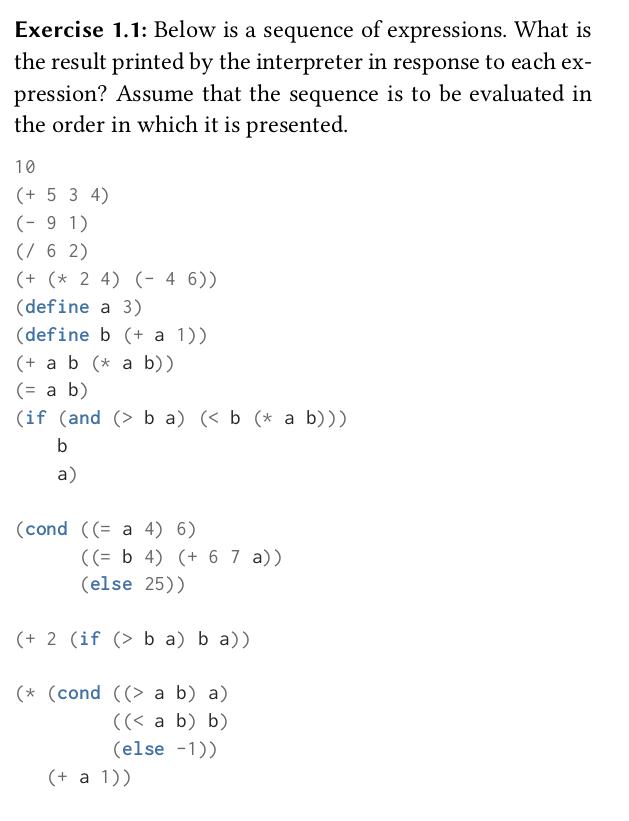 Exercise 1.1: Below is a sequence of expressions. What is
the result printed by the interpreter in response to each ex-
pression? Assume that the sequence is to be evaluated in
the order in which it is presented.
10
(+ 5 3 4)
(- 9 1)
(/ 6 2)
(+ (* 2 4) (- 4 6))
(define a 3)
(define b (+ a 1))
(+ a b (* a b))
(= a b)
(if (and (> b a) (< b (* a b)))
    b
    a)
(cond ((= a 4) 6)
      ((= b 4) (+ 6 7 a))
      (else 25))
(+ 2 (if (> b a) b a))
(* (cond ((> a b) a)
         ((< a b) b)
         (else -1))
   (+ a 1))